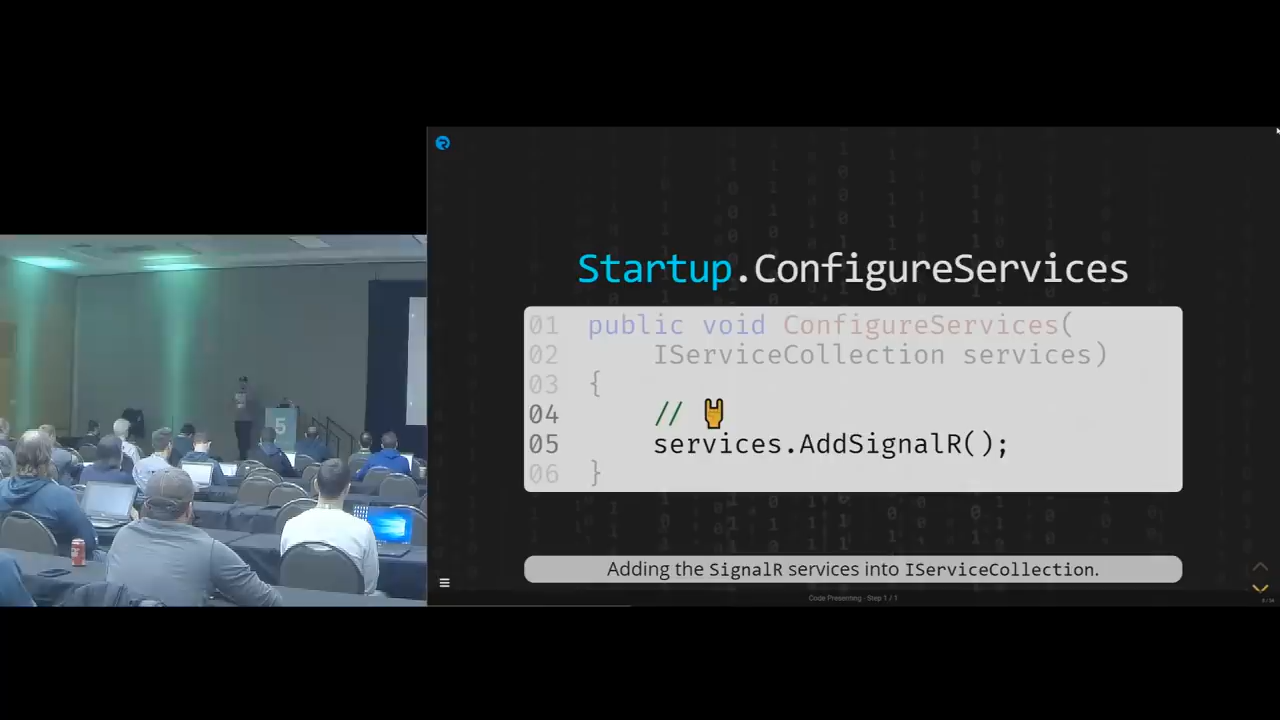 Startup.ConfigureServices
01 public void ConfigureServices(
02 IServiceCollection services)
03 {
04 // 🤘
05 services.AddSignalR();
06 }
Adding the SignalR services into IServiceCollection.
Code Presenting - Step 1 / 1
5